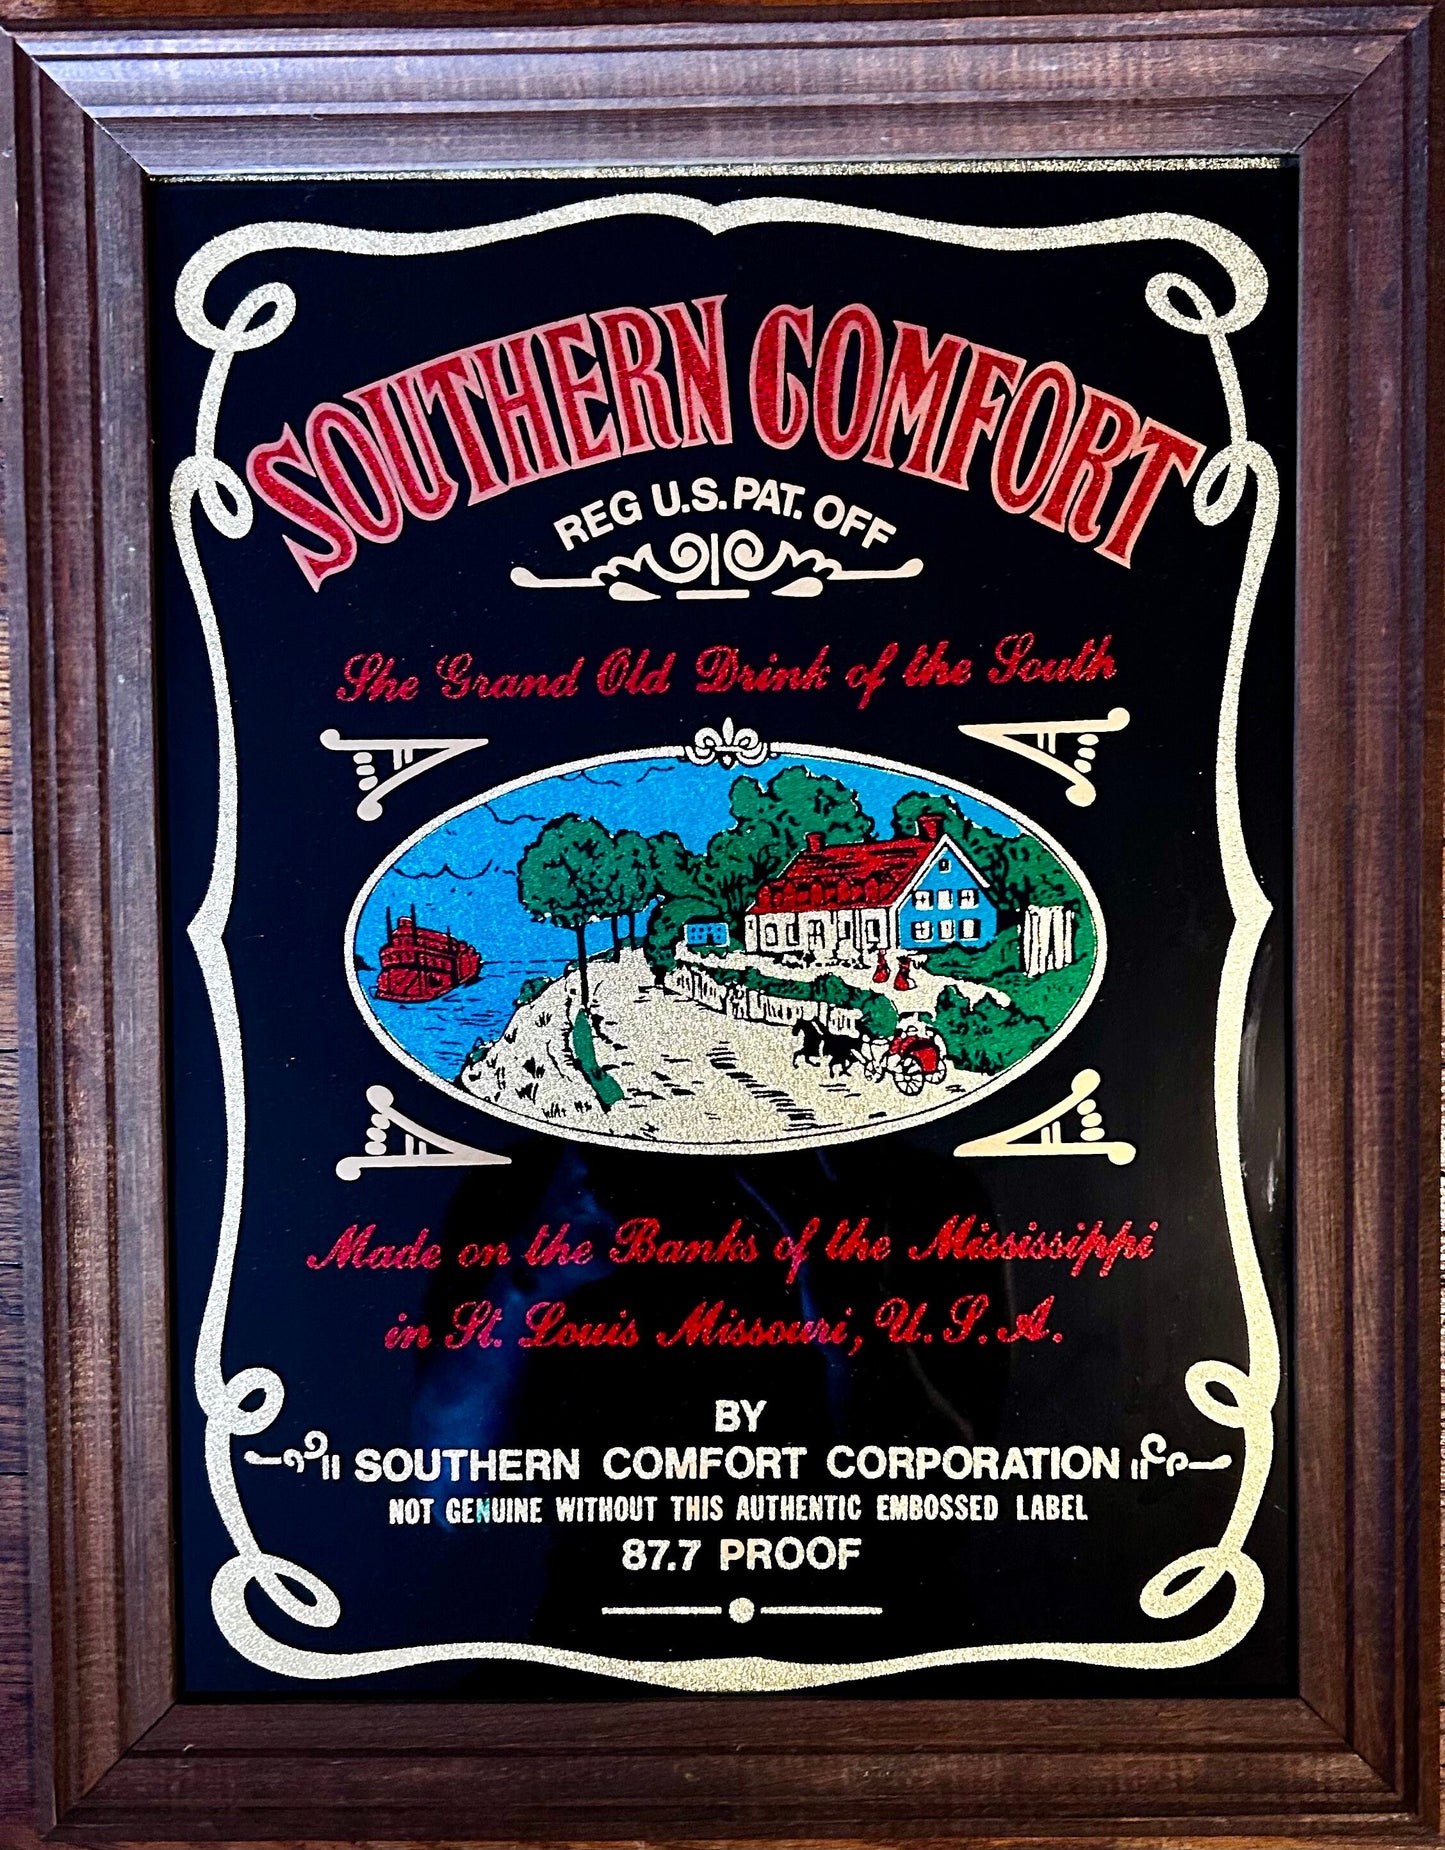 SOUTHERN COMFORT
REG U.S. PAT. OFF
The Grand Old Drink of the South
Made on the Banks of the Mississippi
in St. Louis Missouri, U.S.A.
BY
SOUTHERN COMFORT CORPORATION
NOT GENUINE WITHOUT THIS AUTHENTIC EMBOSSED LABEL
87.7 PROOF